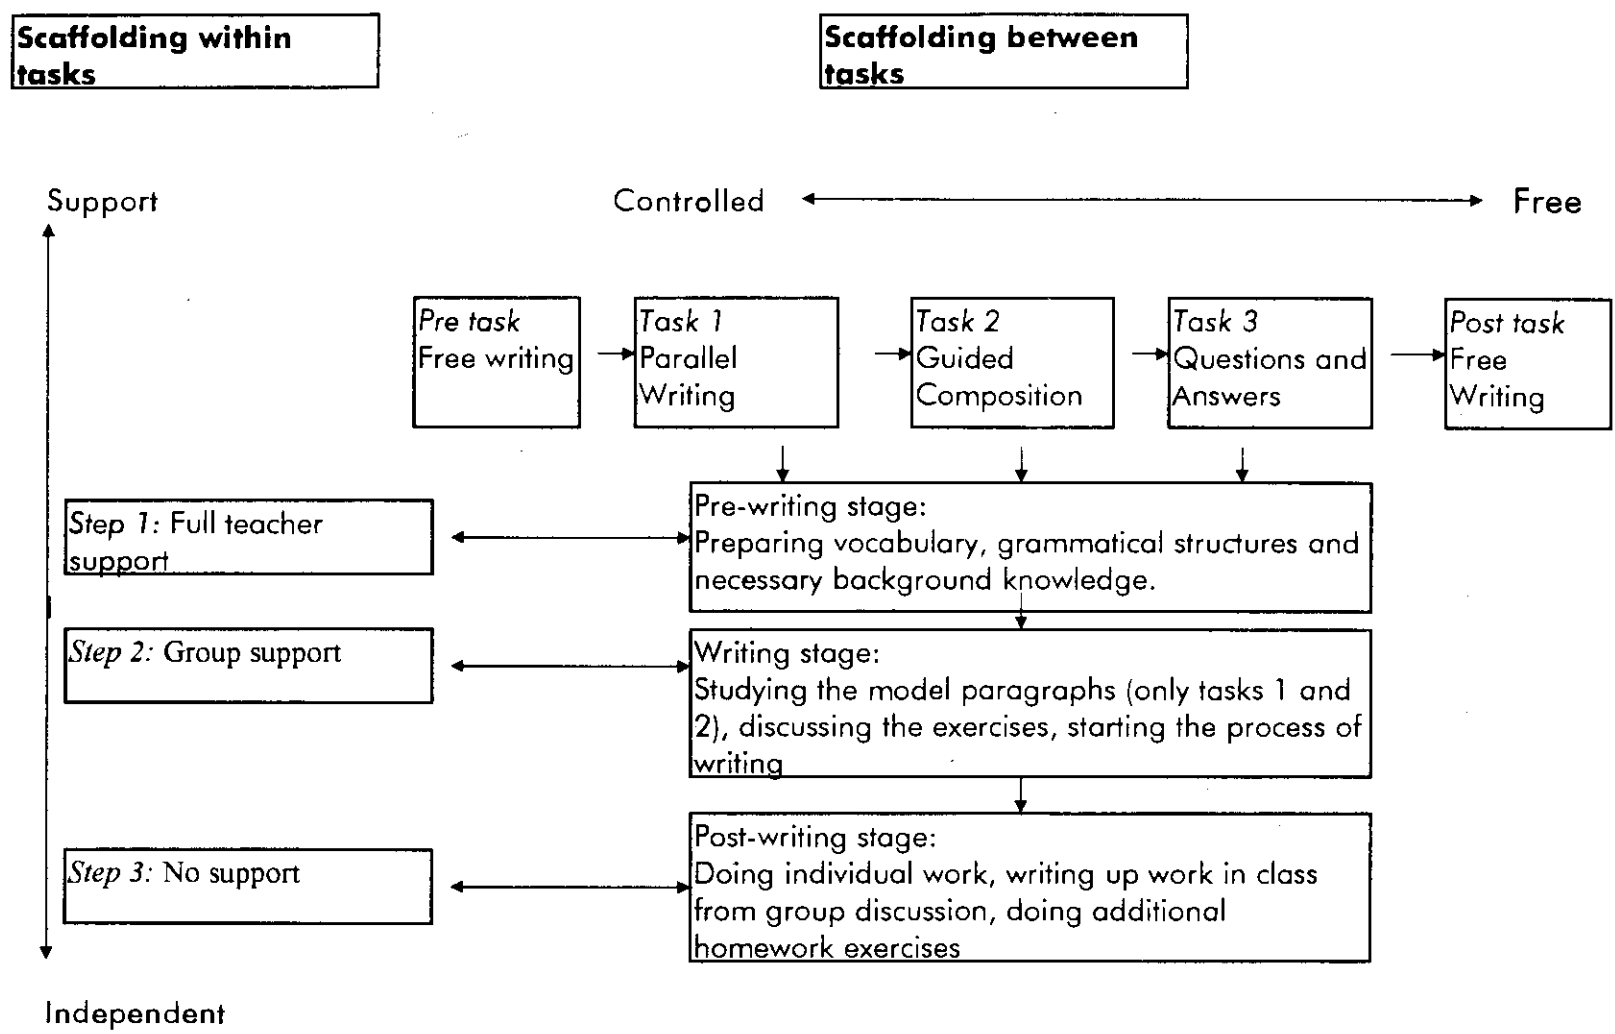 Scaffolding within
tasks
Scaffolding between
tasks
Support
Controlled
Free
Pre task
Free writing
Task 1
Parallel
Writing
Task 2
Guided
Composition
Task 3
Questions and
Answers
Post task
Free
Writing
Step 1: Full teacher
support
Pre-writing stage:
Preparing vocabulary, grammatical structures and
necessary background knowledge.
Step 2: Group support
Writing stage:
Studying the model paragraphs (only tasks 1 and
2), discussing the exercises, starting the process of
writing
Step 3: No support
Post-writing stage:
Doing individual work, writing up work in class
from group discussion, doing additional
homework exercises
Independent